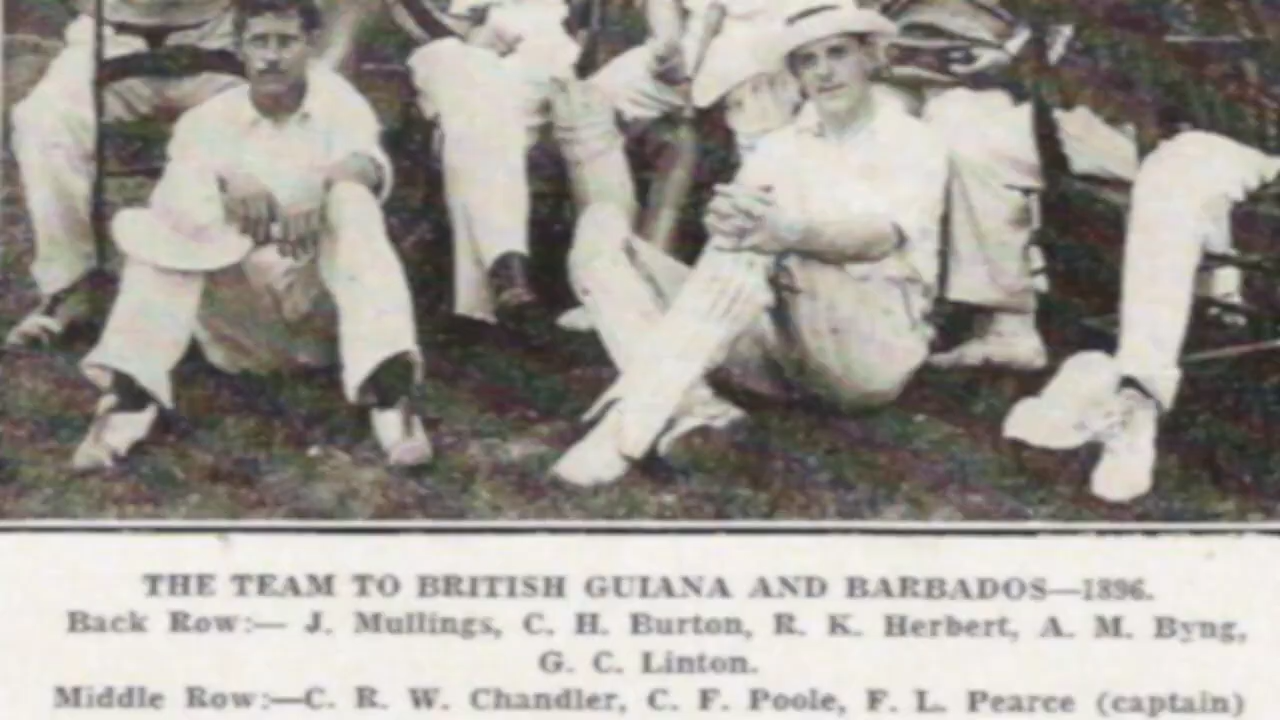 THE TEAM TO BRITISH GUIANA AND BARBADOS—1896.
Back Row:— J. Mullings, C. H. Burton, R. K. Herbert, A. M. Byng,
G. C. Linton.
Middle Row:—C. R. W. Chandler, C. F. Poole, F. L. Pearce (captain)